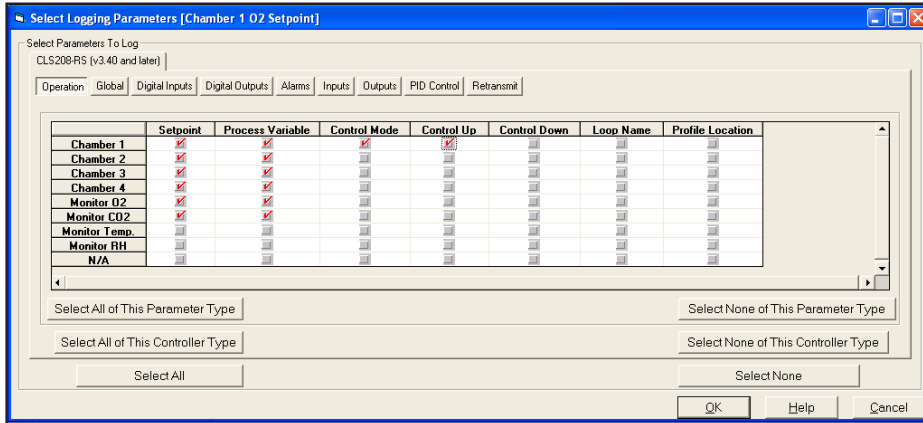 Select Logging Parameters [Chamber 1 O2 Setpoint]
Select Parameters To Log
CLS208-RS (v3.40 and later)
Operation Global Digital Inputs Digital Outputs Alarms Inputs Outputs PID Control Retransmit
Setpoint Process Variable Control Mode Control Up Control Down Loop Name Profile Location
Chamber 1
Chamber 2
Chamber 3
Chamber 4
Monitor O2
Monitor CO2
Monitor Temp.
Monitor RH
N/A
Select All of This Parameter Type Select None of This Parameter Type
Select All of This Controller Type Select None of This Controller Type
Select All Select None
OK Help Cancel